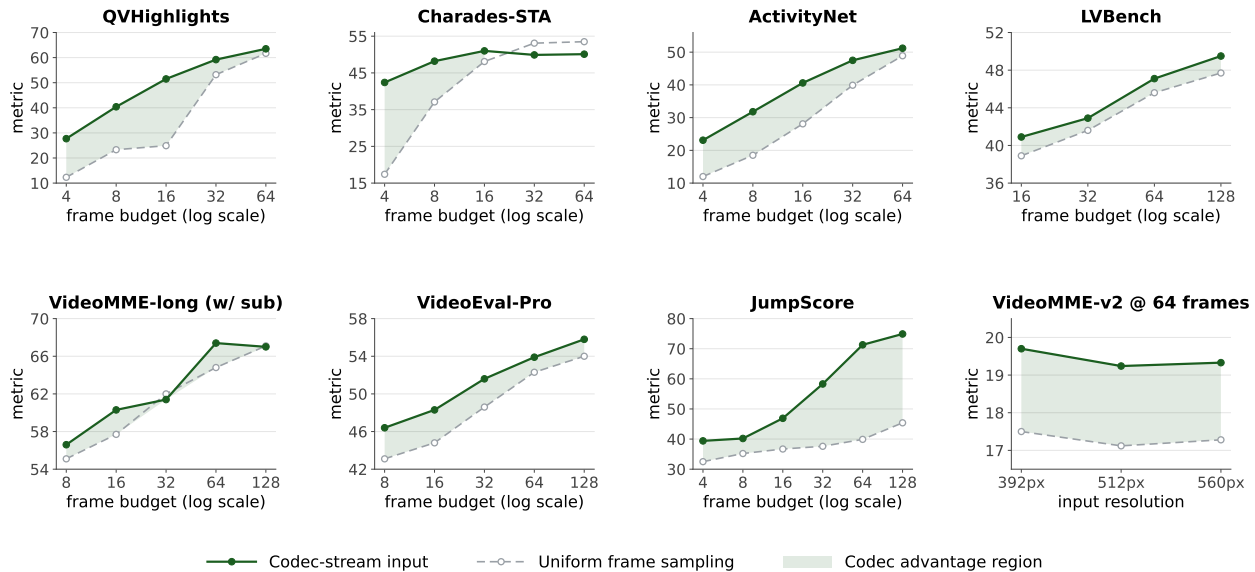 QVHighlights
70
60
50
40
30
20
10
metric
4 8 16 32 64
frame budget (log scale)
Charades-STA
55
45
35
25
15
metric
4 8 16 32 64
frame budget (log scale)
ActivityNet
50
40
30
20
10
metric
4 8 16 32 64
frame budget (log scale)
LVBench
52
48
44
40
36
metric
16 32 64 128
frame budget (log scale)
VideoMME-long (w/ sub)
70
66
62
58
54
metric
8 16 32 64 128
frame budget (log scale)
VideoEval-Pro
58
54
50
46
42
metric
8 16 32 64 128
frame budget (log scale)
JumpScore
80
70
60
50
40
30
metric
4 8 16 32 64 128
frame budget (log scale)
VideoMME-v2 @ 64 frames
20
19
18
17
metric
392px 512px 560px
input resolution
Codec-stream input Uniform frame sampling Codec advantage region